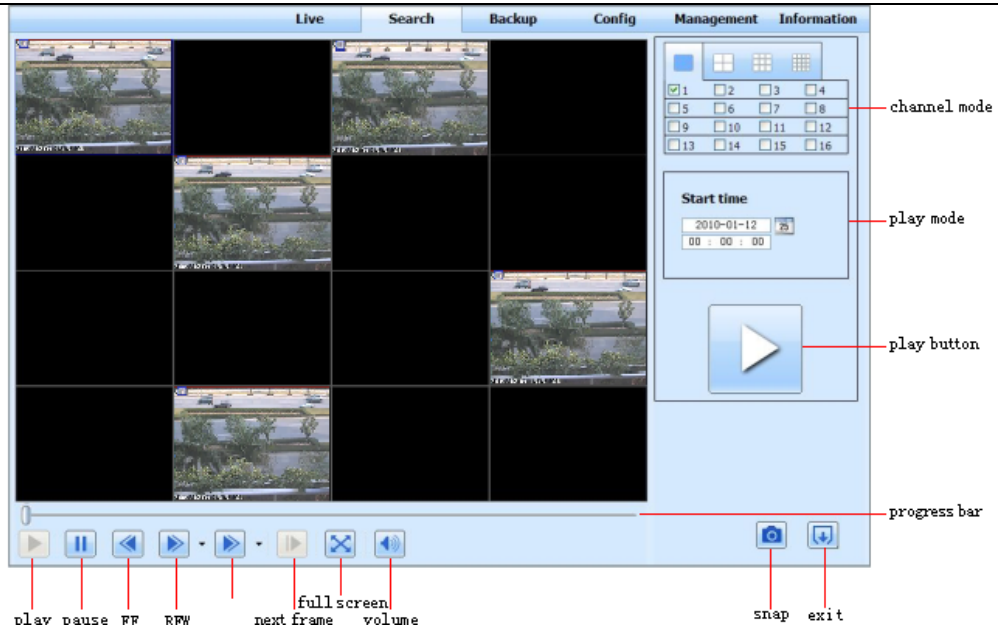 Live Search Backup Config Management Information
1 2 3 4
5 6 7 8
9 10 11 12
13 14 15 16
channel mode
Start time
2010-01-12 25
00 : 00 : 00
play mode
play button
progress bar
play pause FF RFW next frame full screen volume snap exit